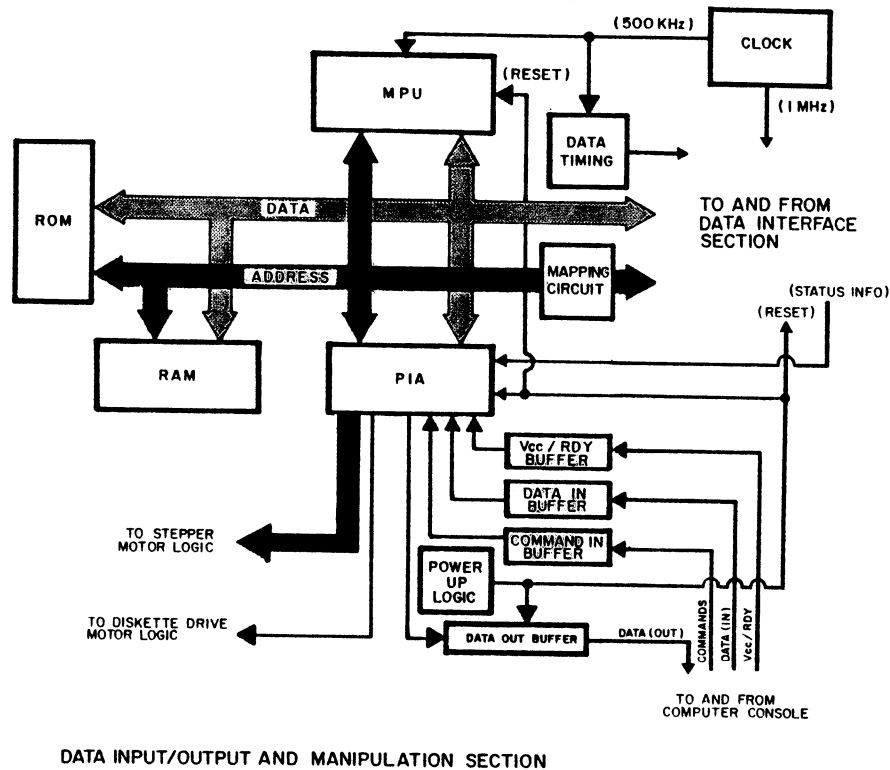 (500 KHz)
CLOCK
MPU
(RESET)
(1 MHz)
DATA
TIMING
ROM
DATA
TO AND FROM
DATA INTERFACE
SECTION
ADDRESS
MAPPING
CIRCUIT
(STATUS INFO)
(RESET)
RAM
PIA
Vcc / RDY
BUFFER
DATA IN
BUFFER
COMMAND IN
BUFFER
TO STEPPER
MOTOR LOGIC
POWER
UP
LOGIC
TO DISKETTE DRIVE
MOTOR LOGIC
DATA OUT BUFFER
DATA (OUT)
COMMANDS
DATA (IN)
Vcc / RDY
TO AND FROM
COMPUTER CONSOLE
DATA INPUT/OUTPUT AND MANIPULATION SECTION